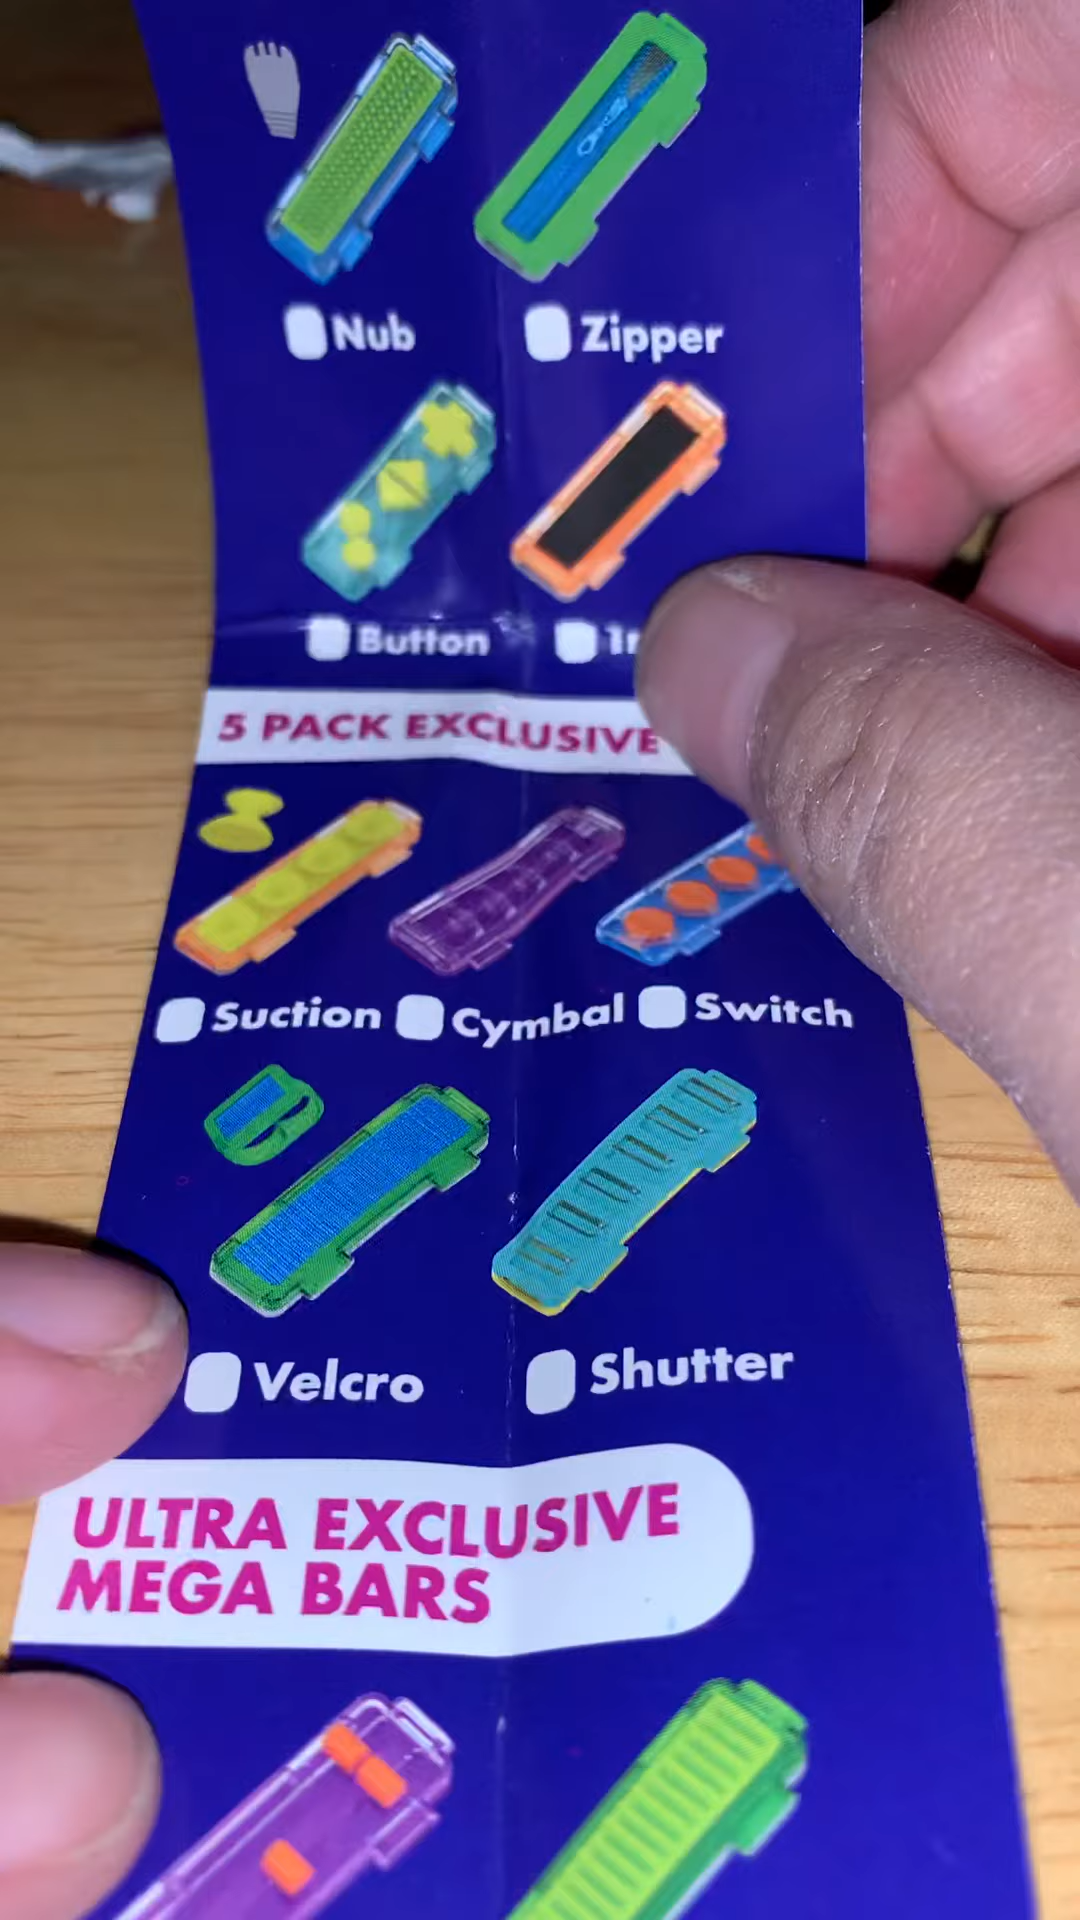 Nub
Zipper
Button
5 PACK EXCLUSIVE
Suction
Cymbal
Switch
Velcro
Shutter
ULTRA EXCLUSIVE
MEGA BARS